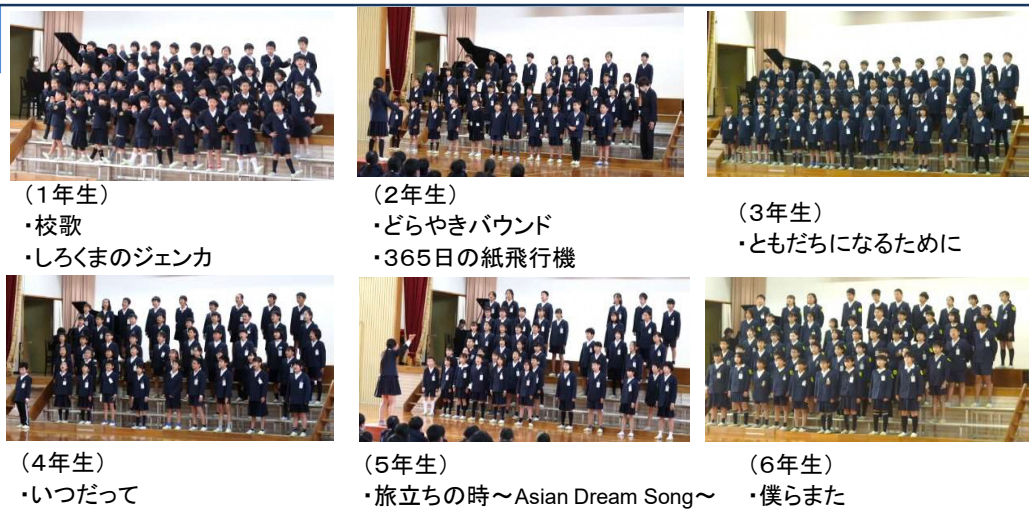 (1年生)
・校歌
・しろくまのジェンカ
(2年生)
・どらやきバウンド
・365日の紙飛行機
(3年生)
・ともだちになるために
(4年生)
・いつだって
(5年生)
・旅立ちの時~Asian Dream Song~
(6年生)
・僕らまた